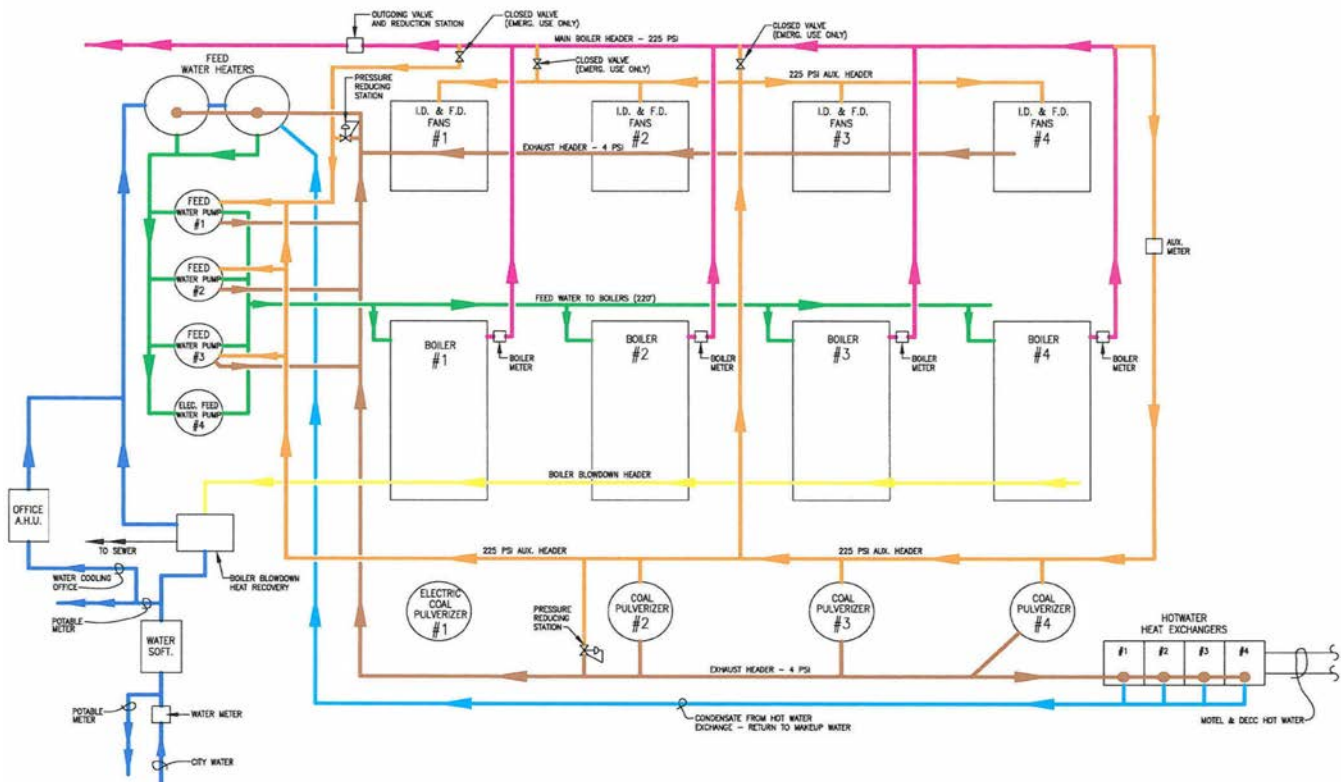 OUTGOING VALVE
AND REDUCTION STATION
CLOSED VALVE
(EMERG. USE ONLY)
MAIN BOILER HEADER - 225 PSI
CLOSED VALVE
(EMERG. USE ONLY)
CLOSED VALVE
(EMERG. USE ONLY)
FEED
WATER HEATERS
PRESSURE
REDUCING
STATION
225 PSI AUX. HEADER
I.D. & F.D.
FANS
#1
I.D. & F.D.
FANS
#2
I.D. & F.D.
FANS
#3
I.D. & F.D.
FANS
#4
EXHAUST HEADER - 4 PSI
FEED
WATER PUMP
#1
FEED
WATER PUMP
#2
FEED
WATER PUMP
#3
ELEC. FEED
WATER PUMP
#4
AUX.
METER
FEED WATER TO BOILERS (220°)
BOILER
#1
BOILER
METER
BOILER
#2
BOILER
METER
BOILER
#3
BOILER
METER
BOILER
#4
BOILER
METER
BOILER BLOWDOWN HEADER
OFFICE
A.H.U.
TO SEWER
WATER COOLING
OFFICE
BOILER BLOWDOWN
HEAT RECOVERY
POTABLE
METER
WATER
SOFT.
POTABLE
METER
WATER METER
CITY WATER
225 PSI AUX. HEADER
225 PSI AUX. HEADER
ELECTRIC
COAL
PULVERIZER
#1
PRESSURE
REDUCING
STATION
COAL
PULVERIZER
#2
COAL
PULVERIZER
#3
COAL
PULVERIZER
#4
HOTWATER
HEAT EXCHANGERS
#1 #2 #3 #4
EXHAUST HEADER - 4 PSI
CONDENSATE FROM HOT WATER
EXCHANGE - RETURN TO MAKEUP WATER
MOTEL & DECC HOT WATER